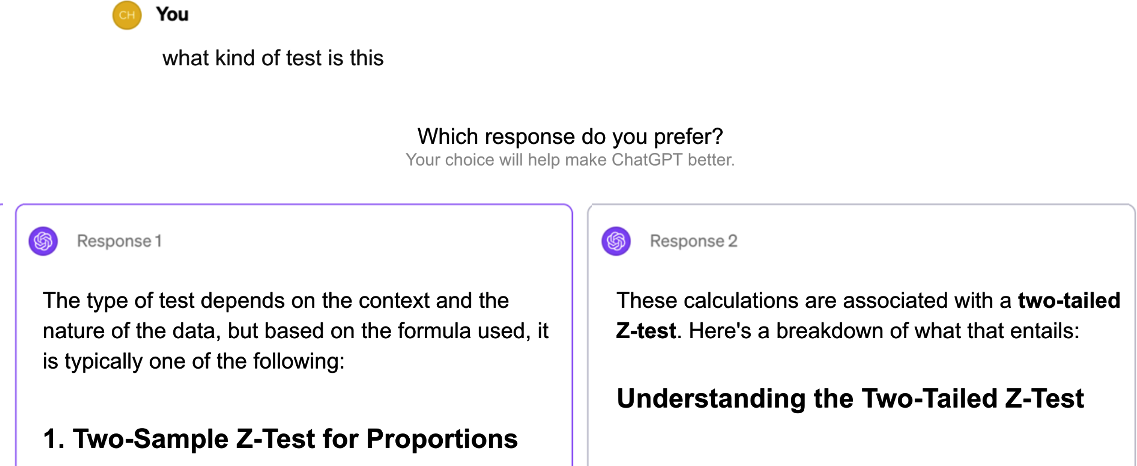 CH You
what kind of test is this
Which response do you prefer?
Your choice will help make ChatGPT better.
Response 1
The type of test depends on the context and the
nature of the data, but based on the formula used, it
is typically one of the following:
1. Two-Sample Z-Test for Proportions
Response 2
These calculations are associated with a two-tailed
Z-test. Here's a breakdown of what that entails:
Understanding the Two-Tailed Z-Test